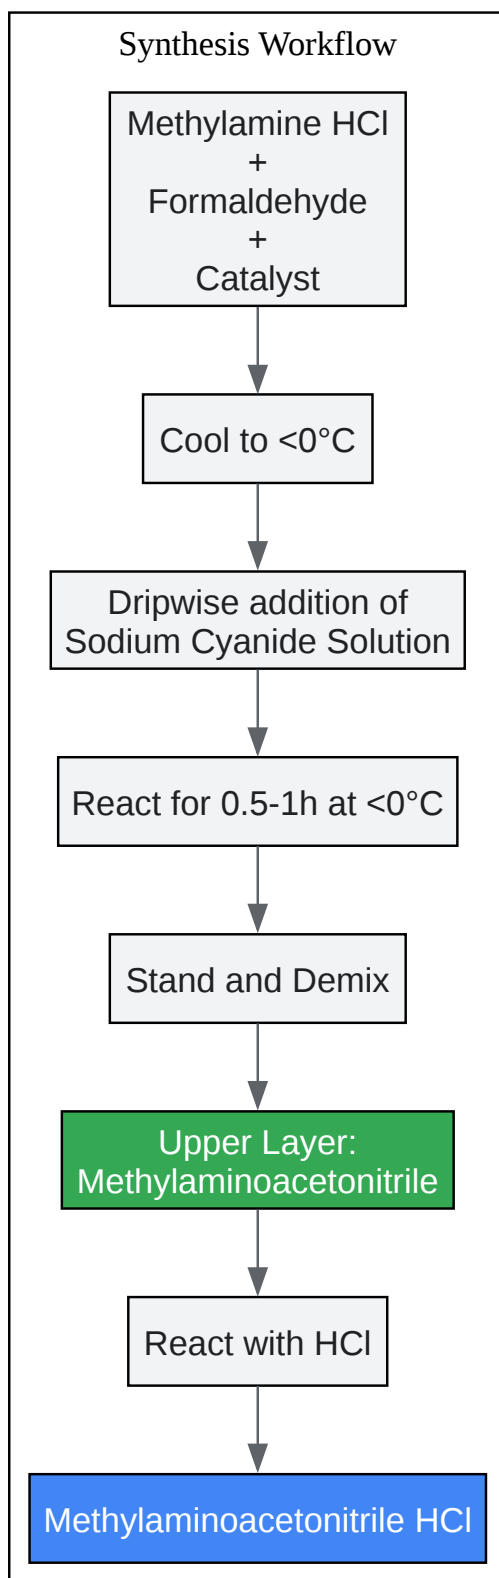 Synthesis Workflow
Methylamine HCl
+
Formaldehyde
+
Catalyst
Cool to <0°C
Dripwise addition of
Sodium Cyanide Solution
React for 0.5-1h at <0°C
Stand and Demix
Upper Layer:
Methylaminoacetonitrile
React with HCl
Methylaminoacetonitrile HCl